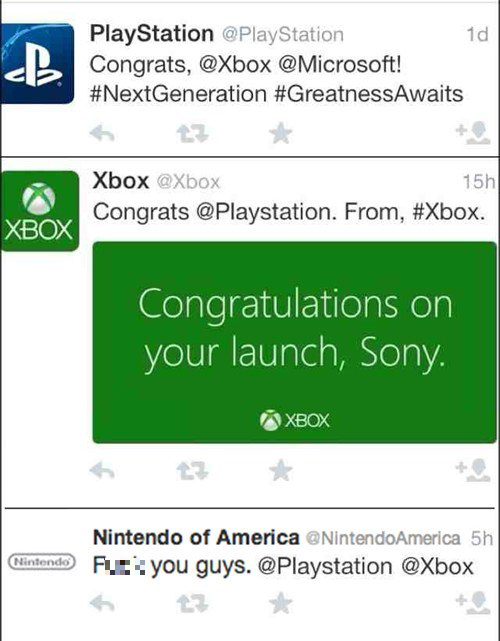 PlayStation @PlayStation 1d
Congrats, @Xbox @Microsoft!
#NextGeneration #GreatnessAwaits
Xbox @Xbox 15h
XBOX
Congrats @Playstation. From, #Xbox.
Congratulations on
your launch, Sony.
XBOX
Nintendo of America @NintendoAmerica 5h
Nintendo
you guys. @Playstation @Xbox